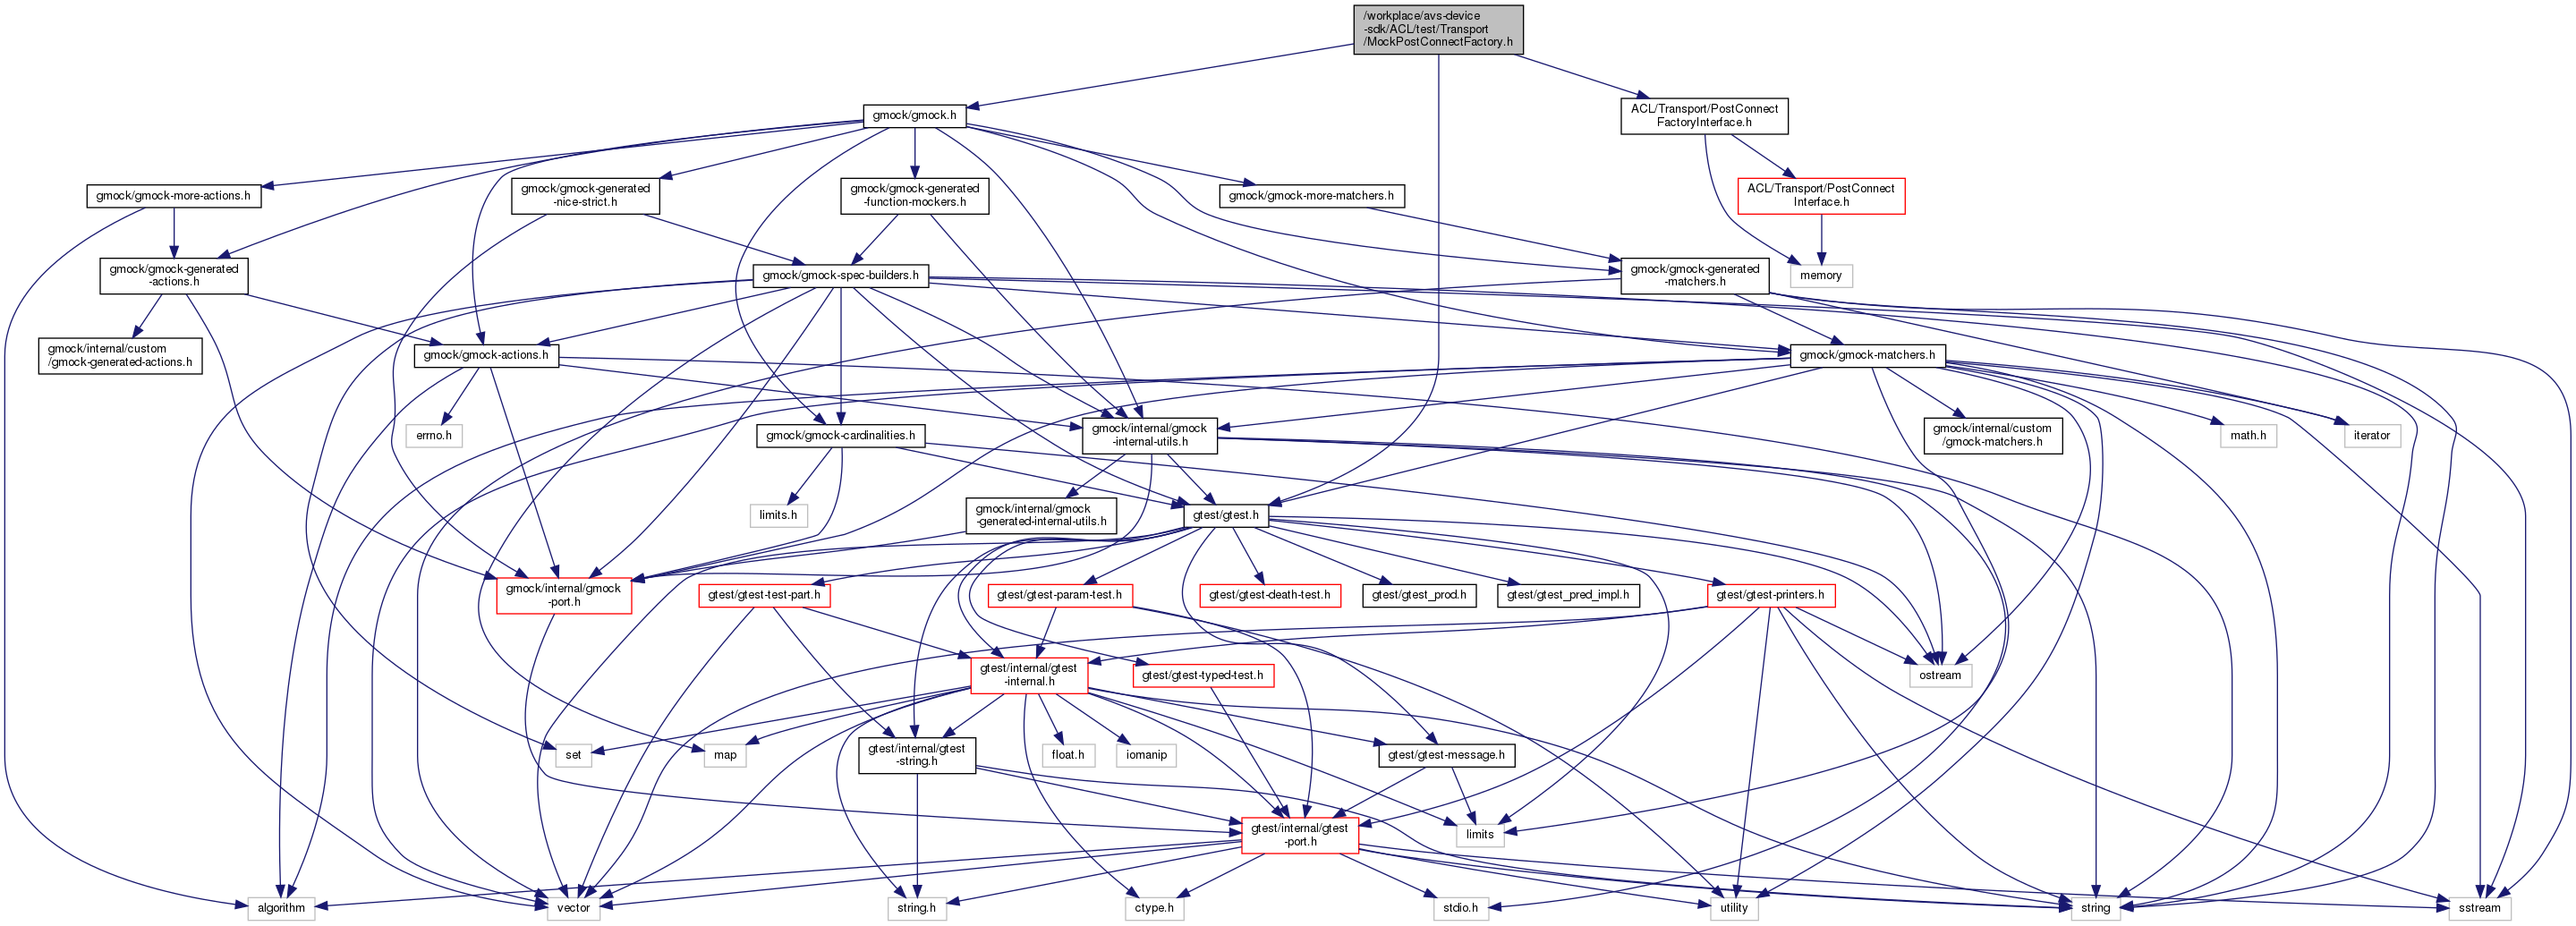 /workplace/avs-device
-sdk/ACL/test/Transport
/MockPostConnectFactory.h
gmock/gmock.h
ACL/Transport/PostConnect
FactoryInterface.h
gmock/gmock-more-actions.h
gmock/gmock-generated
-nice-strict.h
gmock/gmock-generated
-function-mockers.h
gmock/gmock-more-matchers.h
ACL/Transport/PostConnect
Interface.h
gmock/gmock-generated
-actions.h
gmock/gmock-spec-builders.h
gmock/gmock-generated
-matchers.h
memory
gmock/internal/custom
/gmock-generated-actions.h
gmock/gmock-actions.h
gmock/gmock-matchers.h
errno.h
gmock/gmock-cardinalities.h
gmock/internal/gmock
-internal-utils.h
gmock/internal/custom
/gmock-matchers.h
math.h
iterator
limits.h
gmock/internal/gmock
-generated-internal-utils.h
gtest/gtest.h
gmock/internal/gmock
-port.h
gtest/gtest-test-part.h
gtest/gtest-param-test.h
gtest/gtest-death-test.h
gtest/gtest_prod.h
gtest/gtest_pred_impl.h
gtest/gtest-printers.h
gtest/internal/gtest
-internal.h
gtest/gtest-typed-test.h
ostream
set
map
gtest/internal/gtest
-string.h
float.h
iomanip
gtest/gtest-message.h
gtest/internal/gtest
-port.h
limits
algorithm
vector
string.h
ctype.h
stdio.h
utility
string
sstream